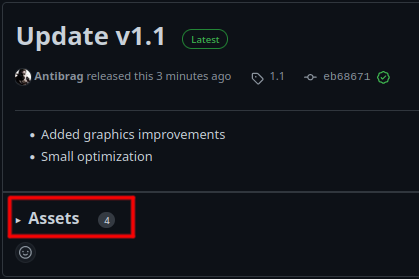 Update v1.1 Latest
Antibrag released this 3 minutes ago 1.1 eb68671
Added graphics improvements
Small optimization
Assets 4